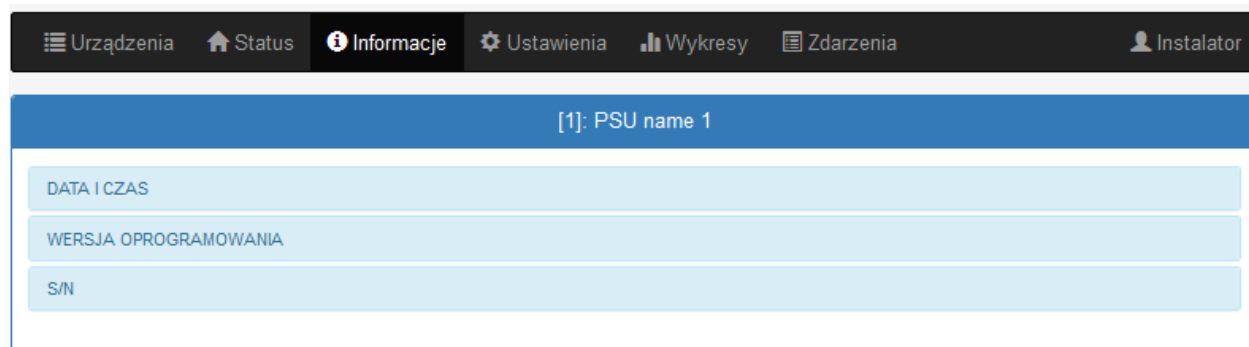 Urządzenia Status Informacje Ustawienia Wykresy Zdarzenia Instalator
[1]: PSU name 1
DATA I CZAS
WERSJA OPROGRAMOWANIA
S/N